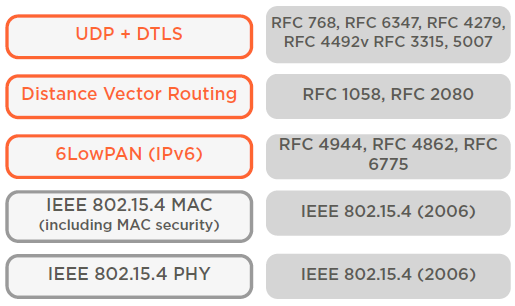 UDP + DTLS
RFC 768, RFC 6347, RFC 4279,
RFC 4492v RFC 3315, 5007
Distance Vector Routing
RFC 1058, RFC 2080
6LowPAN (IPv6)
RFC 4944, RFC 4862, RFC
6775
IEEE 802.15.4 MAC
(including MAC security)
IEEE 802.15.4 (2006)
IEEE 802.15.4 PHY
IEEE 802.15.4 (2006)